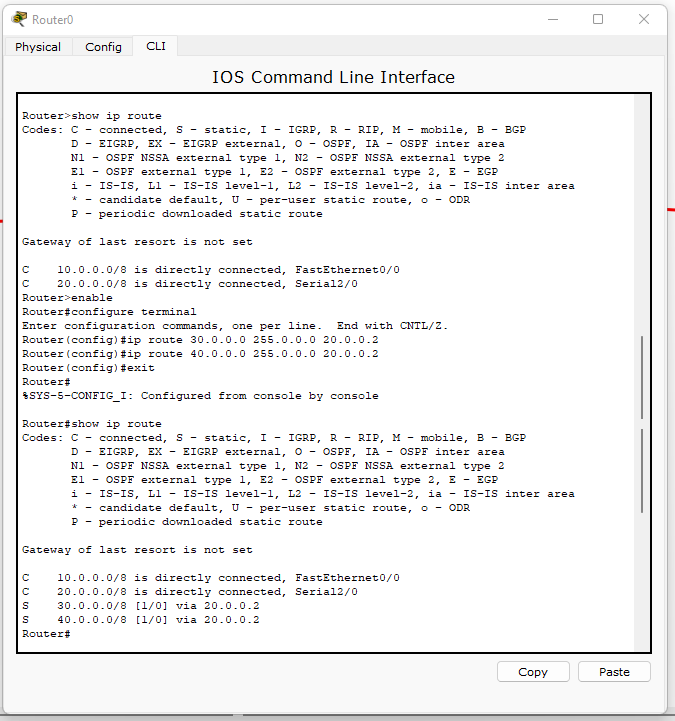 Router0
Physical Config CLI
IOS Command Line Interface
Router>show ip route
Codes: C - connected, S - static, I - IGRP, R - RIP, M - mobile, B - BGP
       D - EIGRP, EX - EIGRP external, O - OSPF, IA - OSPF inter area
       N1 - OSPF NSSA external type 1, N2 - OSPF NSSA external type 2
       E1 - OSPF external type 1, E2 - OSPF external type 2, E - EGP
       i - IS-IS, L1 - IS-IS level-1, L2 - IS-IS level-2, ia - IS-IS inter area
       * - candidate default, U - per-user static route, o - ODR
       P - periodic downloaded static route
Gateway of last resort is not set
C    10.0.0.0/8 is directly connected, FastEthernet0/0
C    20.0.0.0/8 is directly connected, Serial2/0
Router>enable
Router#configure terminal
Enter configuration commands, one per line.  End with CNTL/Z.
Router(config)#ip route 30.0.0.0 255.0.0.0 20.0.0.2
Router(config)#ip route 40.0.0.0 255.0.0.0 20.0.0.2
Router(config)#exit
Router#
%SYS-5-CONFIG_I: Configured from console by console
Router#show ip route
Codes: C - connected, S - static, I - IGRP, R - RIP, M - mobile, B - BGP
       D - EIGRP, EX - EIGRP external, O - OSPF, IA - OSPF inter area
       N1 - OSPF NSSA external type 1, N2 - OSPF NSSA external type 2
       E1 - OSPF external type 1, E2 - OSPF external type 2, E - EGP
       i - IS-IS, L1 - IS-IS level-1, L2 - IS-IS level-2, ia - IS-IS inter area
       * - candidate default, U - per-user static route, o - ODR
       P - periodic downloaded static route
Gateway of last resort is not set
C    10.0.0.0/8 is directly connected, FastEthernet0/0
C    20.0.0.0/8 is directly connected, Serial2/0
S    30.0.0.0/8 [1/0] via 20.0.0.2
S    40.0.0.0/8 [1/0] via 20.0.0.2
Router#
Copy Paste